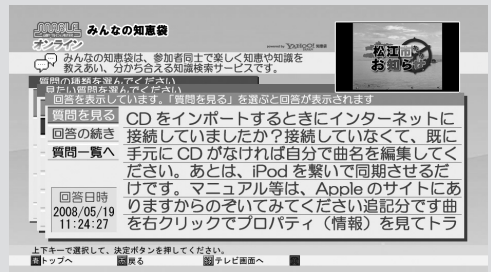 MARBLE
オンライン
みんなの知恵袋
powered by YAHOO! 知恵袋
みんなの知恵袋は、参加者同士で楽しく知恵や知識を
教えあい、分かち合える知識検索サービスです。
松江市
お知らせ
質問の種類を選んでください
見たい質問を選んでください
回答を表示しています。「質問を見る」を選ぶと回答が表示されます
質問を見る
回答の続き
質問一覧へ
回答日時
2008/05/19
11:24:27
CD をインポートするときにインターネットに
接続していましたか？接続していなくて、既に
手元に CD がなければ自分で曲名を編集してく
ださい。あとは、iPod を繋いで同期させるだ
けです。マニュアル等は、Apple のサイトにあ
りますからのぞいてみてください追記分です曲
を右クリックでプロパティ（情報）を見てトラ
上下キーで選択して、決定ボタンを押してください。
青 トップへ
戻る
テレビ画面へ